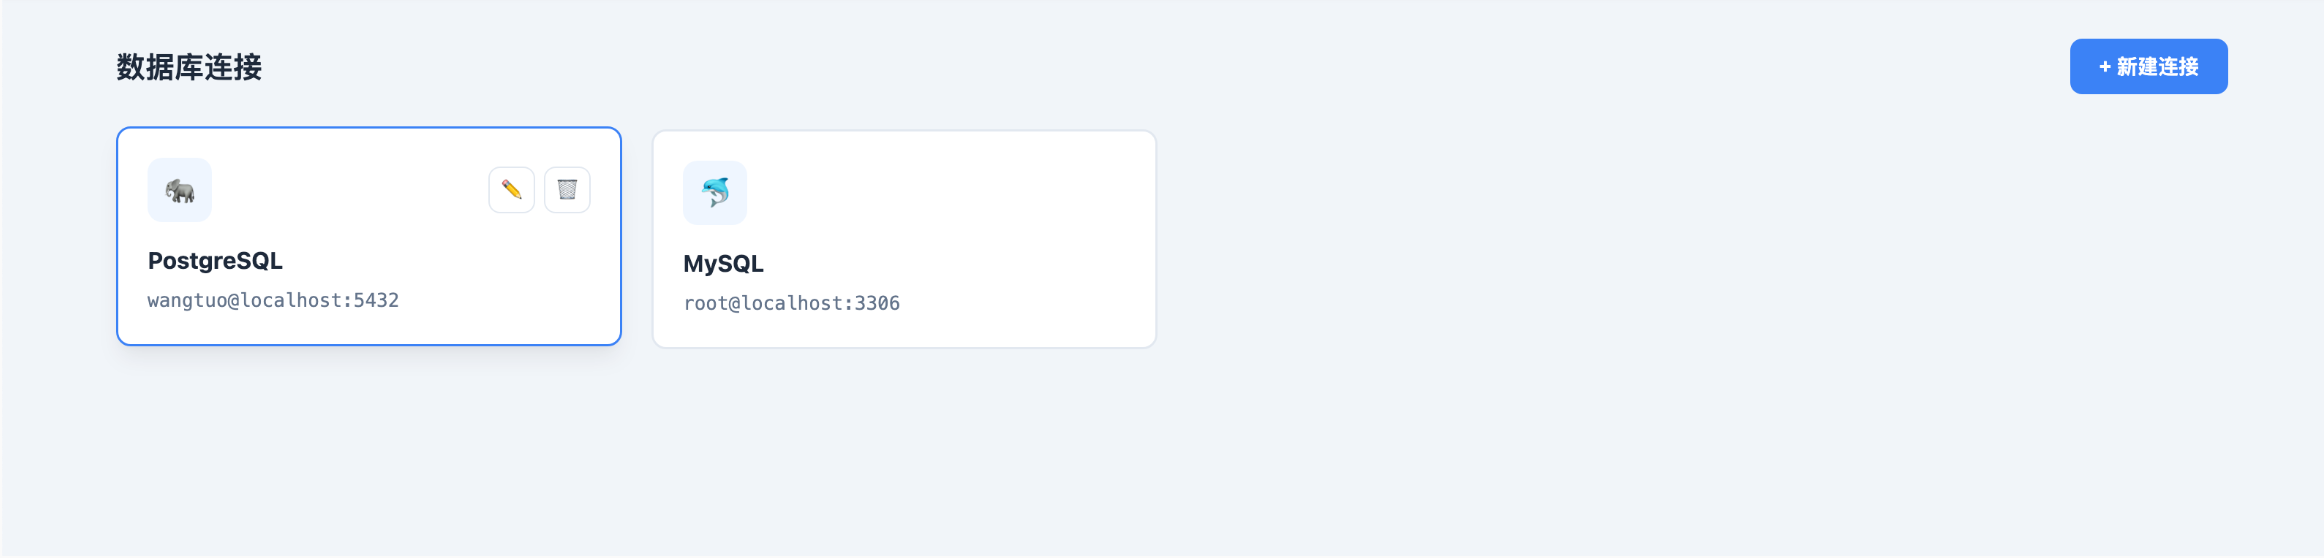 数据库连接
+ 新建连接
PostgreSQL
wangtuo@localhost:5432
MySQL
root@localhost:3306